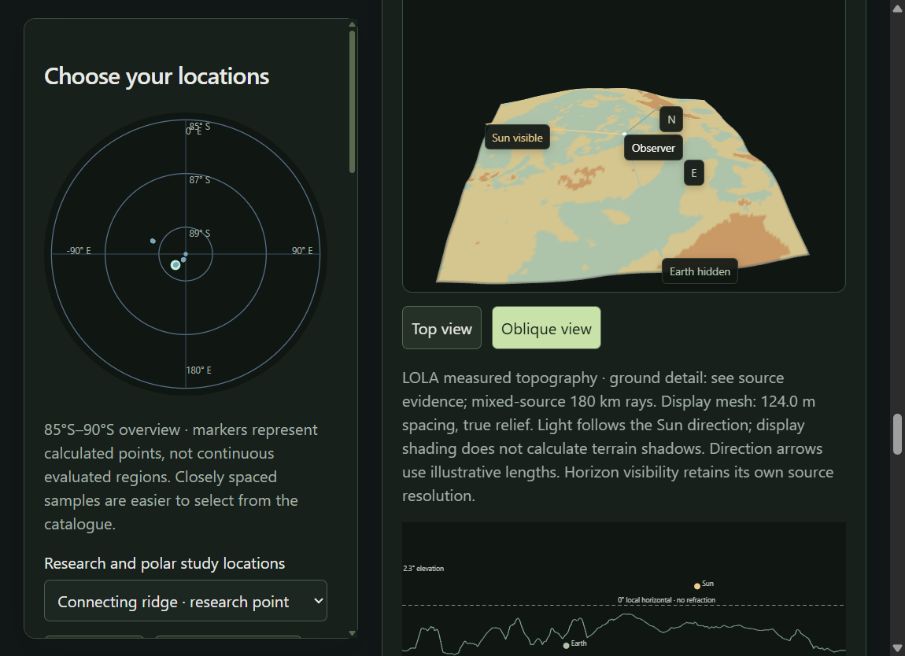 Choose your locations
85° S
0° E
87° S
89° S
-90° E
90° E
180° E
85°S–90°S overview · markers represent
calculated points, not continuous
evaluated regions. Closely spaced
samples are easier to select from the
catalogue.
Research and polar study locations
Connecting ridge · research point
N
Sun visible
Observer
E
Earth hidden
Top view
Oblique view
LOLA measured topography · ground detail: see source
evidence; mixed-source 180 km rays. Display mesh: 124.0 m
spacing, true relief. Light follows the Sun direction; display
shading does not calculate terrain shadows. Direction arrows
use illustrative lengths. Horizon visibility retains its own source
resolution.
2.3° elevation
Sun
0° local horizontal · no refraction
Earth